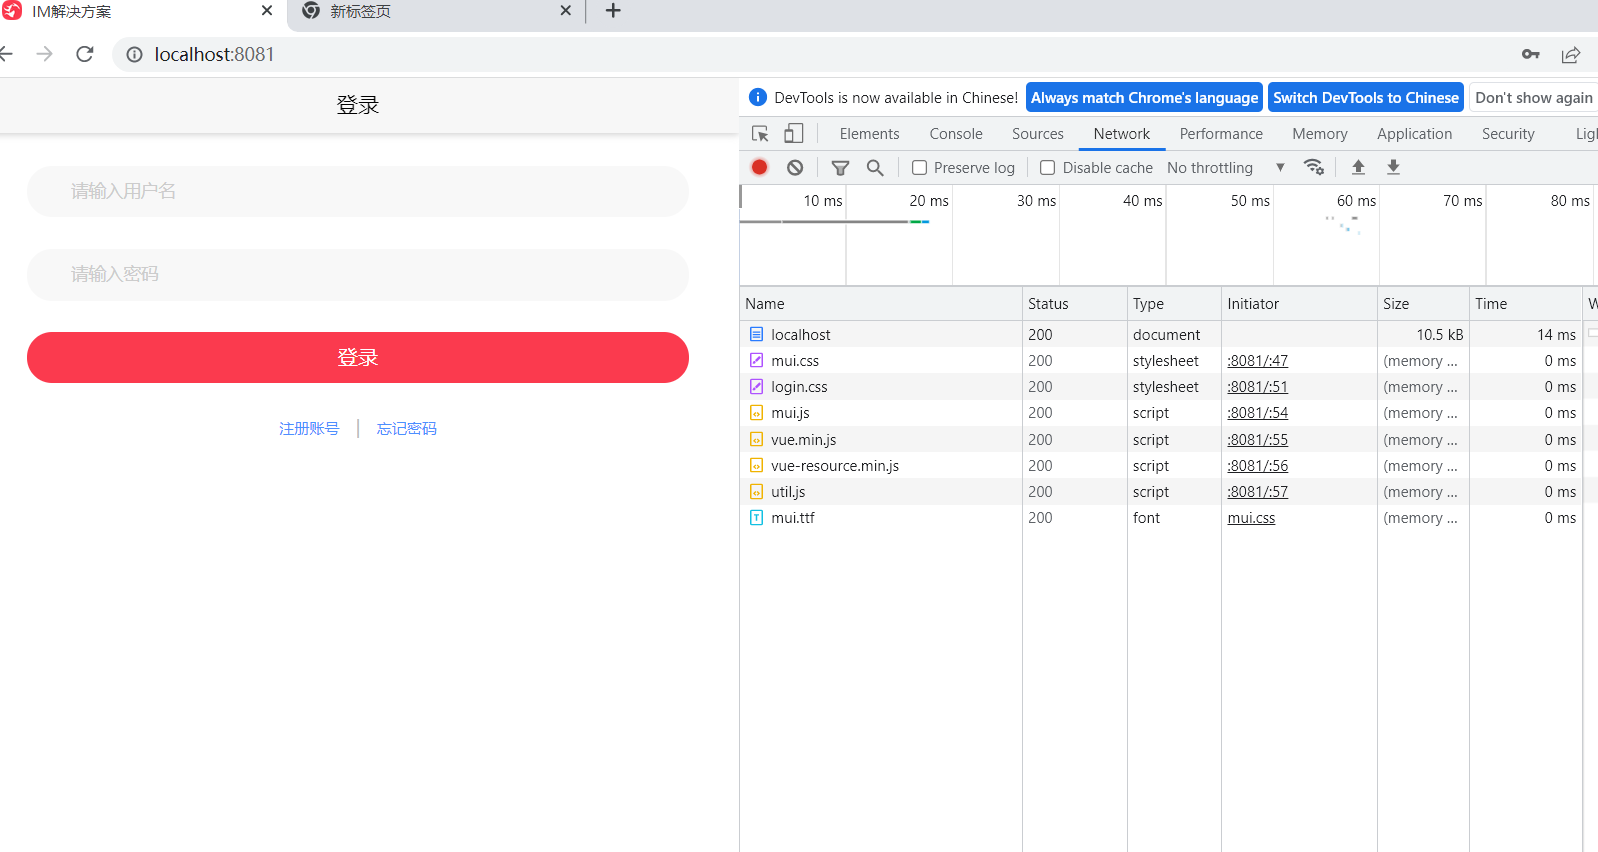 IM解决方案
新标签页
localhost:8081
登录
请输入用户名
请输入密码
登录
注册账号 | 忘记密码
DevTools is now available in Chinese! Always match Chrome's language Switch DevTools to Chinese Don't show again
Elements Console Sources Network Performance Memory Application Security
Preserve log Disable cache No throttling
10 ms 20 ms 30 ms 40 ms 50 ms 60 ms 70 ms 80 ms
Name Status Type Initiator Size Time W
localhost 200 document 10.5 kB 14 ms
mui.css 200 stylesheet :8081/:47 (memory ... 0 ms
login.css 200 stylesheet :8081/:51 (memory ... 0 ms
mui.js 200 script :8081/:54 (memory ... 0 ms
vue.min.js 200 script :8081/:55 (memory ... 0 ms
vue-resource.min.js 200 script :8081/:56 (memory ... 0 ms
util.js 200 script :8081/:57 (memory ... 0 ms
mui.ttf 200 font mui.css (memory ... 0 ms